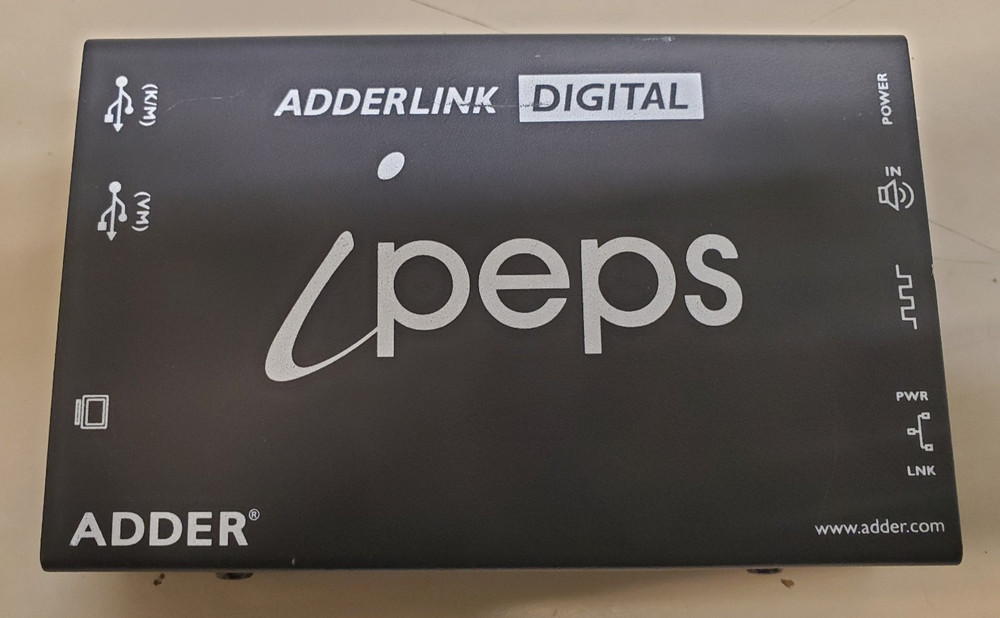 (K/M)
ADDERLINK DIGITAL
POWER
(VM)
IN
ipeps
PWR
LNK
ADDER®
www.adder.com